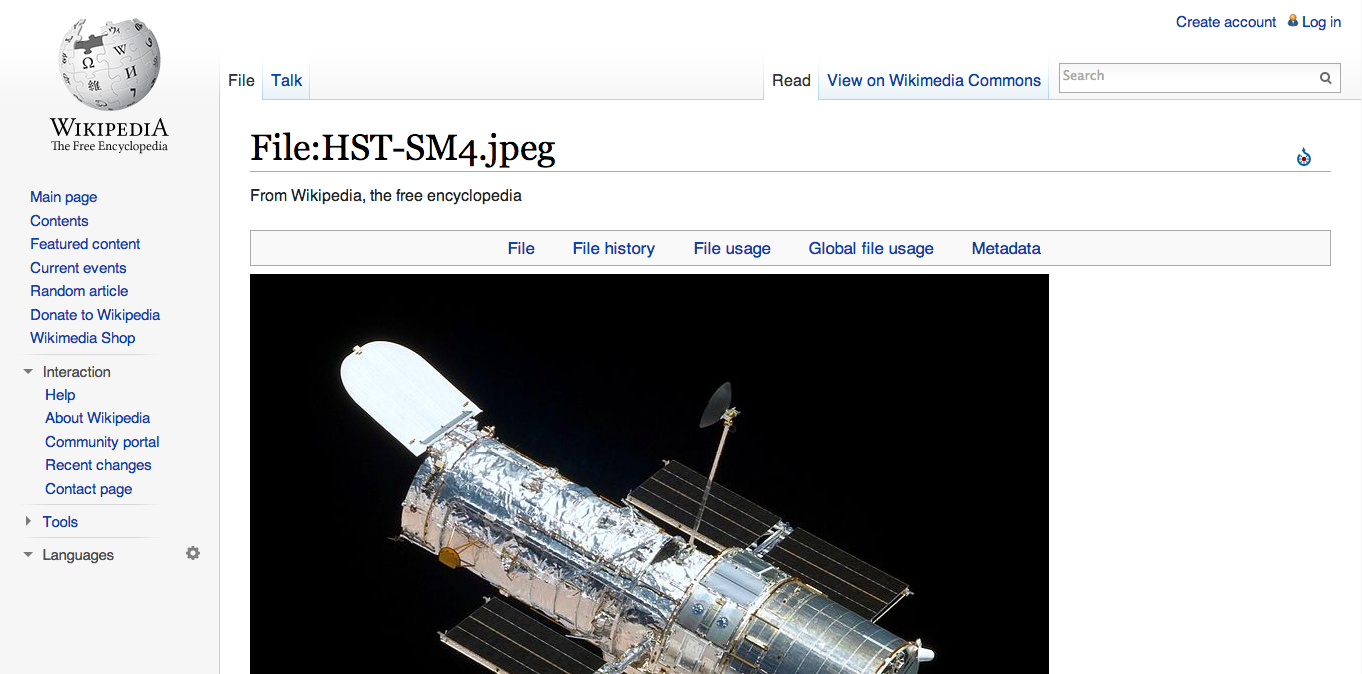 Create account Log in
Ω W И 維
WIKIPEDIA
The Free Encyclopedia
File Talk Read View on Wikimedia Commons Search
File:HST-SM4.jpeg
From Wikipedia, the free encyclopedia
File File history File usage Global file usage Metadata
Main page
Contents
Featured content
Current events
Random article
Donate to Wikipedia
Wikimedia Shop
Interaction
Help
About Wikipedia
Community portal
Recent changes
Contact page
Tools
Languages